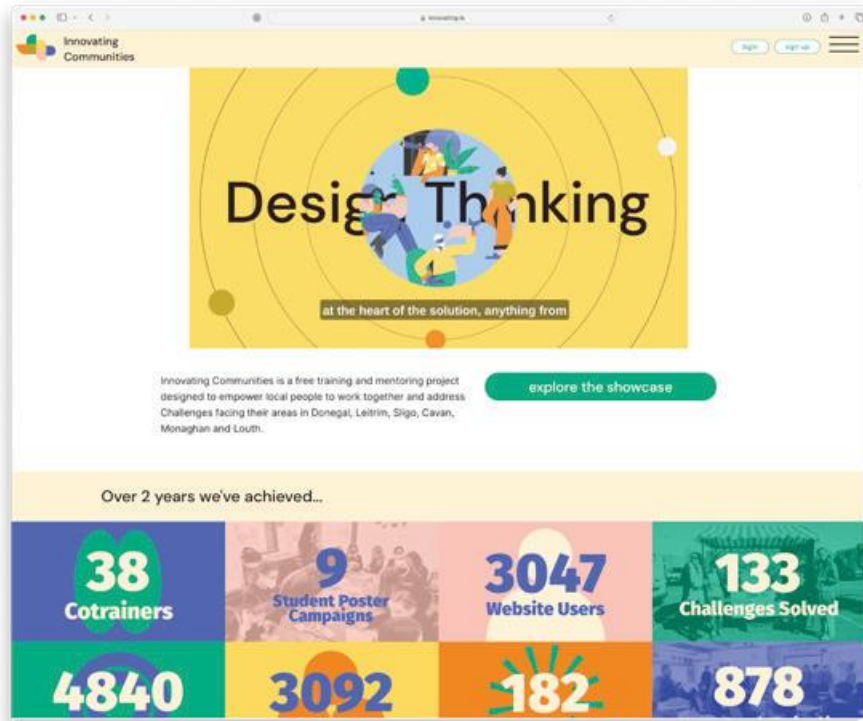 innovating.ie
Innovating
Communities
login
sign up
Design Thinking
at the heart of the solution, anything from
Innovating Communities is a free training and mentoring project
designed to empower local people to work together and address
Challenges facing their areas in Donegal, Leitrim, Sligo, Cavan,
Monaghan and Louth.
explore the showcase
Over 2 years we've achieved...
38
Cotrainers
9
Student Poster
Campaigns
3047
Website Users
133
Challenges Solved
4840
3092
182
878